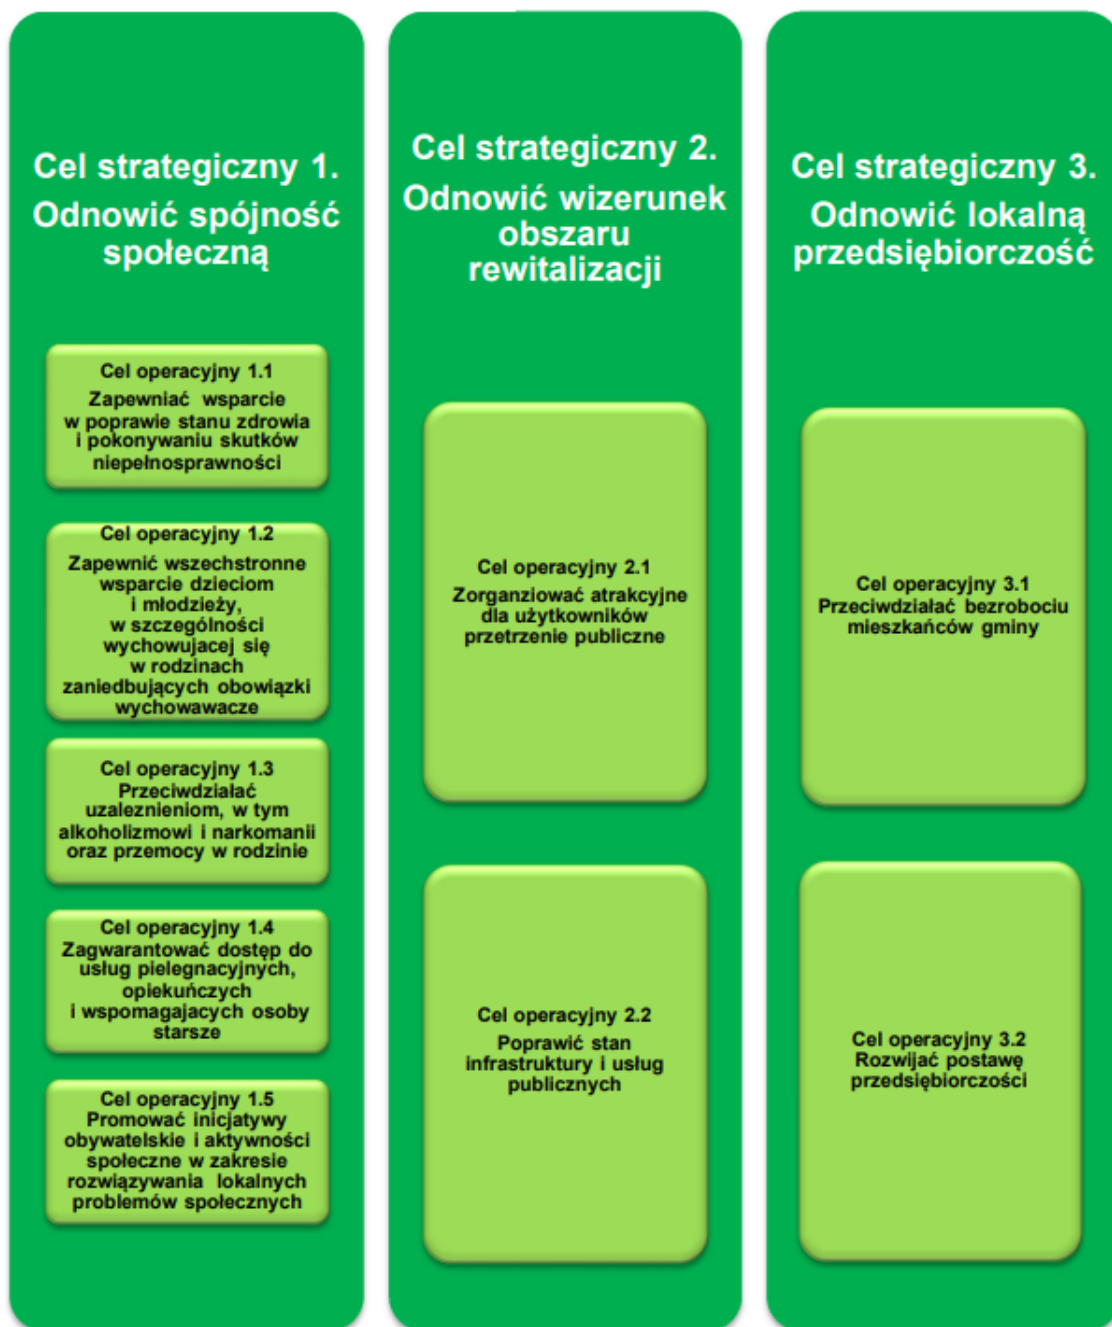 Cel strategiczny 1.
Odnowić spójność
społeczną
Cel operacyjny 1.1
Zapewniać wsparcie
w poprawie stanu zdrowia
i pokonywaniu skutków
niepełnosprawności
Cel operacyjny 1.2
Zapewnić wszechstronne
wsparcie dzieciom
i młodzieży,
w szczególności
wychowujacej się
w rodzinach
zaniedbujących obowiązki
wychowawacze
Cel operacyjny 1.3
Przeciwdziałać
uzaleznieniom, w tym
alkoholizmowi i narkomanii
oraz przemocy w rodzinie
Cel operacyjny 1.4
Zagwarantować dostęp do
usług pielegnacyjnych,
opiekuńczych
i wspomagajacych osoby
starsze
Cel operacyjny 1.5
Promować inicjatywy
obywatelskie i aktywności
społeczne w zakresie
rozwiązywania lokalnych
problemów społecznych
Cel strategiczny 2.
Odnowić wizerunek
obszaru
rewitalizacji
Cel operacyjny 2.1
Zorganziować atrakcyjne
dla użytkowników
przetrzenie publiczne
Cel operacyjny 2.2
Poprawić stan
infrastruktury i usług
publicznych
Cel strategiczny 3.
Odnowić lokalną
przedsiębiorczość
Cel operacyjny 3.1
Przeciwdziałać bezrobociu
mieszkańców gminy
Cel operacyjny 3.2
Rozwijać postawę
przedsiębiorczości